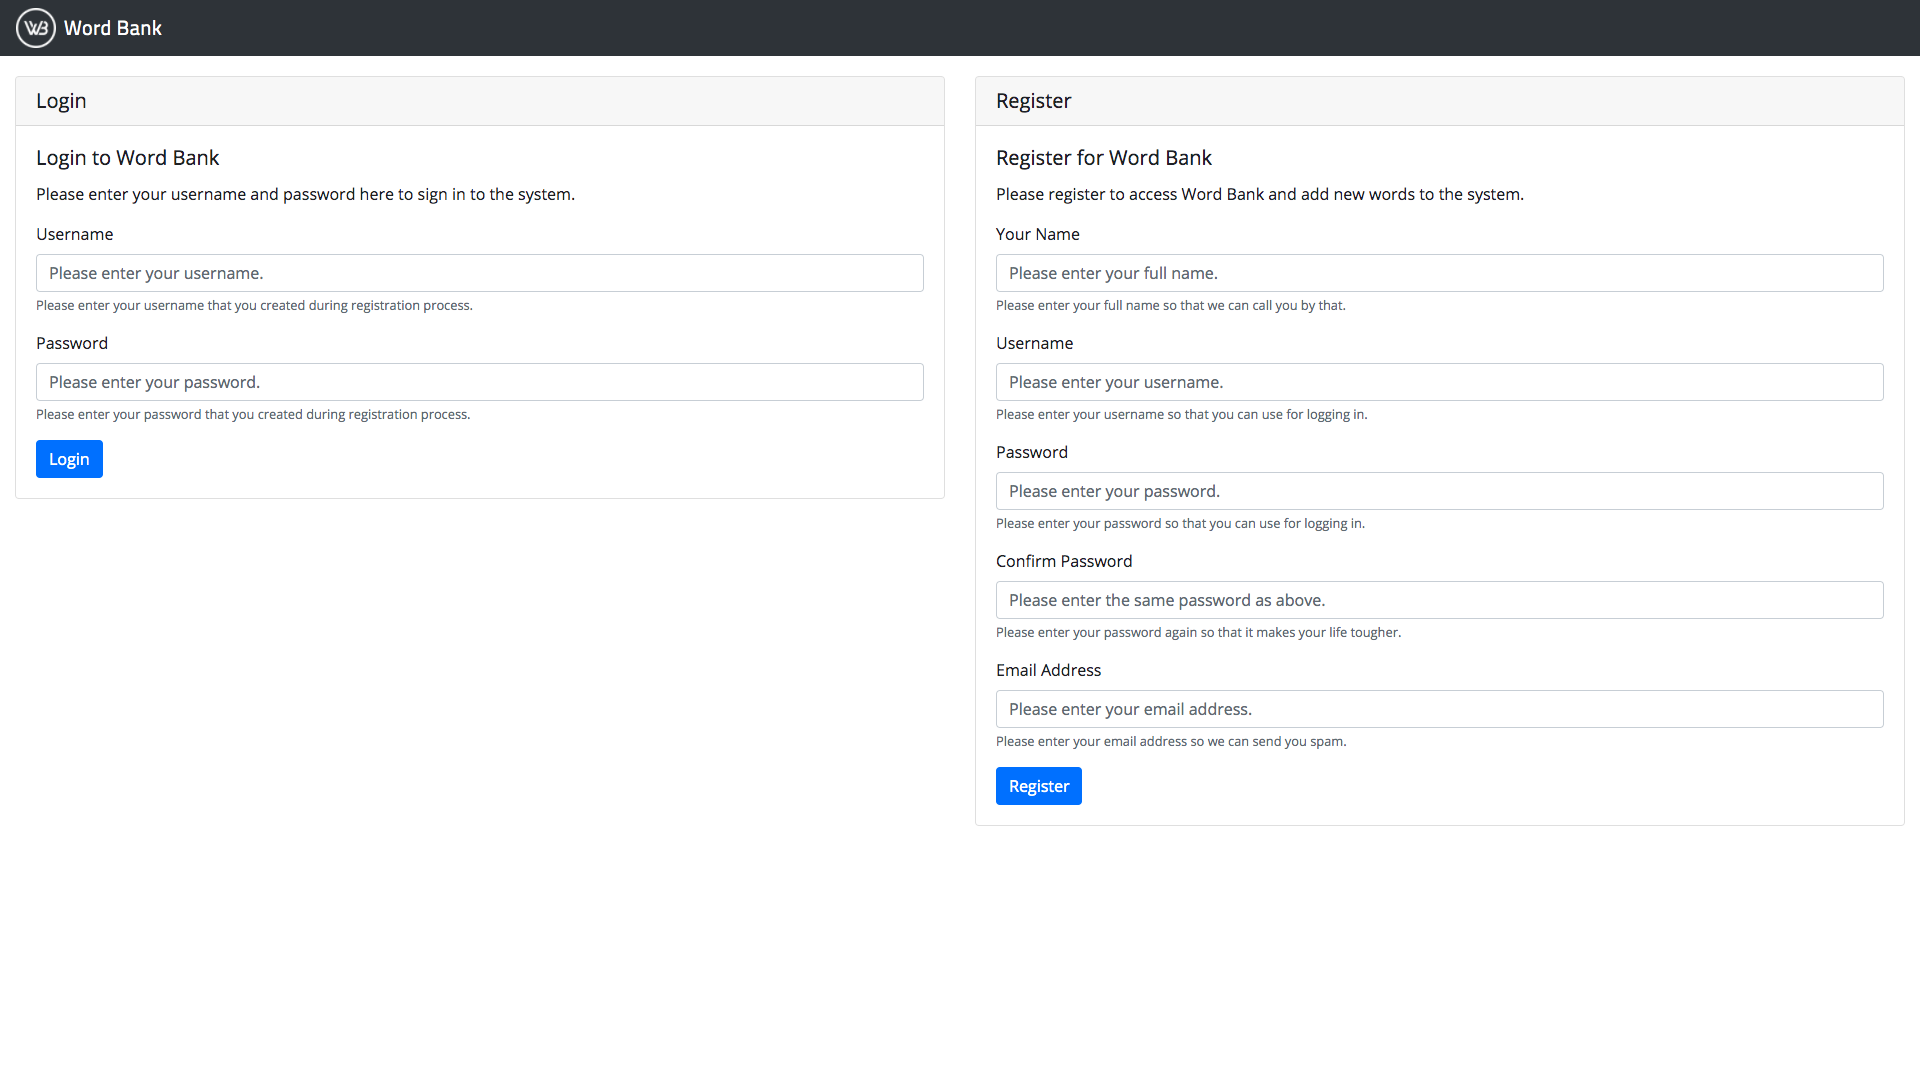 WB Word Bank
Login
Login to Word Bank
Please enter your username and password here to sign in to the system.
Username
Please enter your username.
Please enter your username that you created during registration process.
Password
Please enter your password.
Please enter your password that you created during registration process.
Login
Register
Register for Word Bank
Please register to access Word Bank and add new words to the system.
Your Name
Please enter your full name.
Please enter your full name so that we can call you by that.
Username
Please enter your username.
Please enter your username so that you can use for logging in.
Password
Please enter your password.
Please enter your password so that you can use for logging in.
Confirm Password
Please enter the same password as above.
Please enter your password again so that it makes your life tougher.
Email Address
Please enter your email address.
Please enter your email address so we can send you spam.
Register